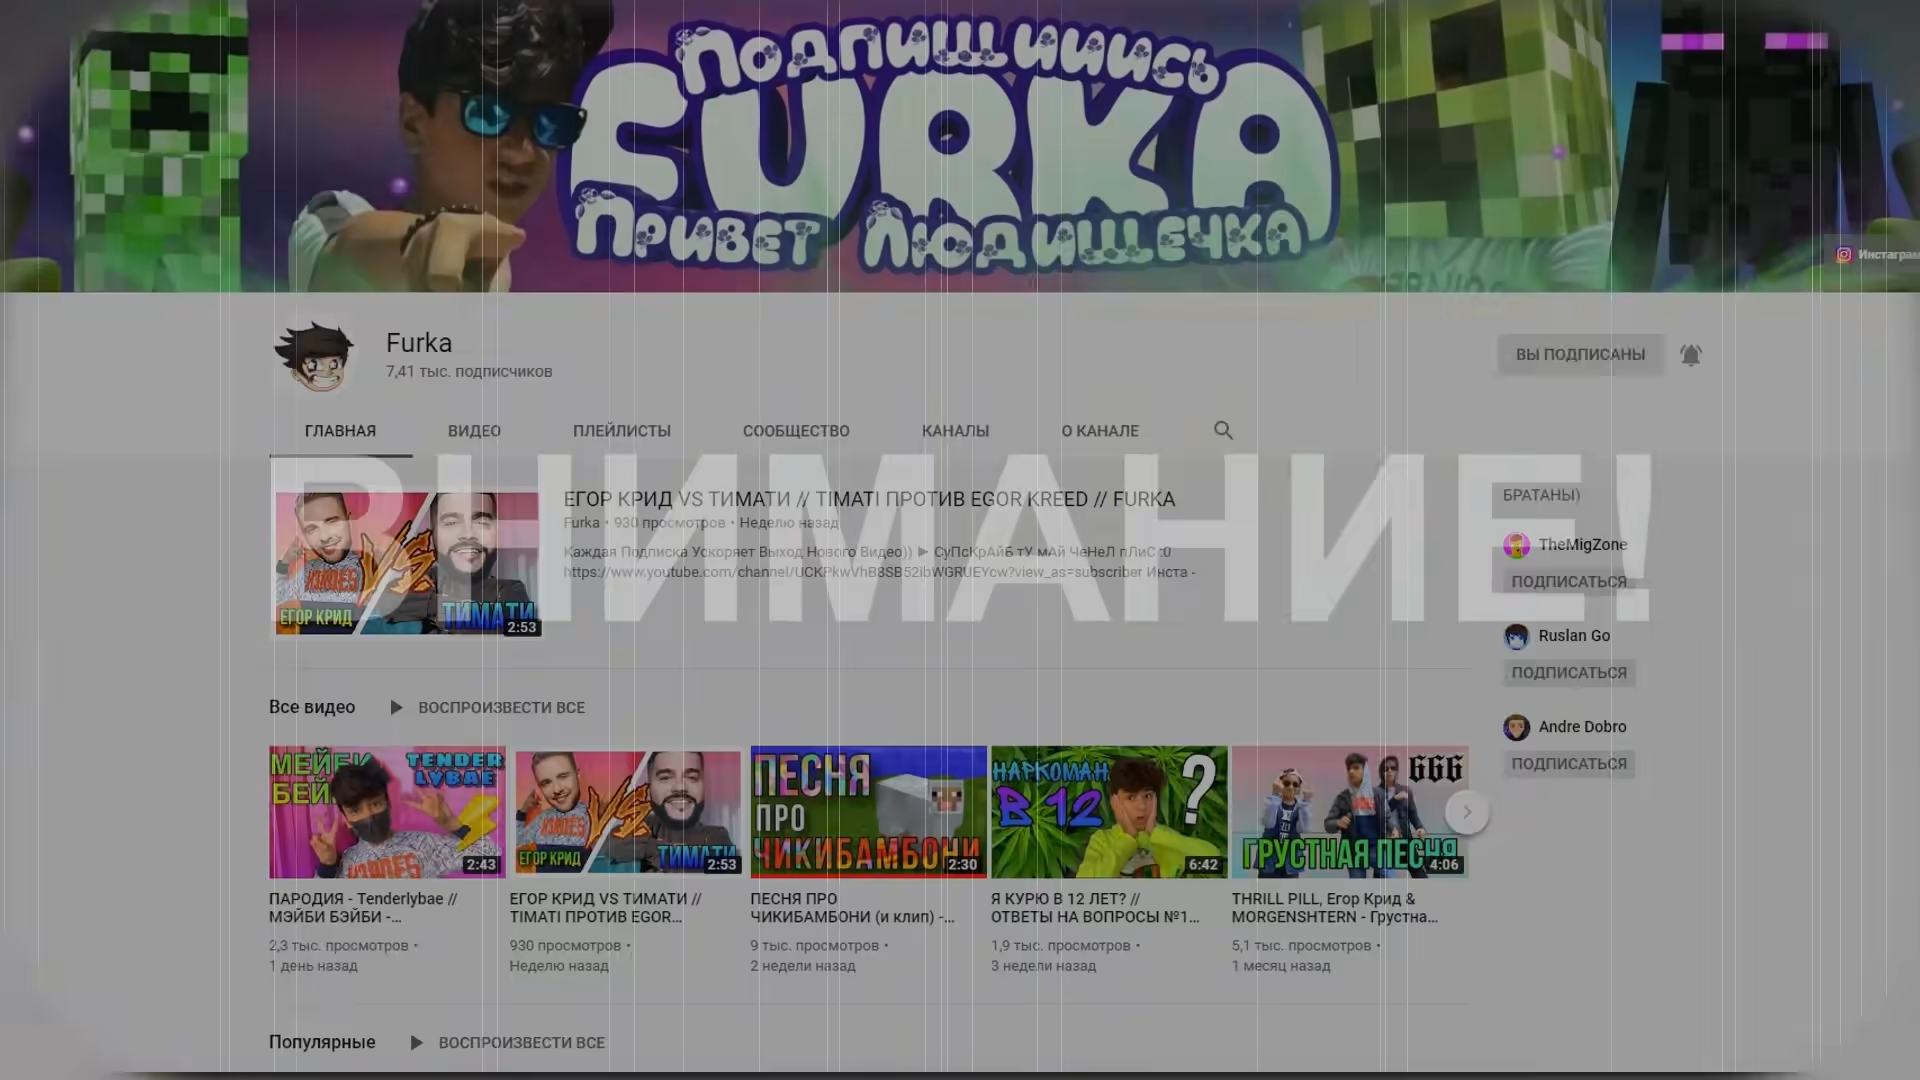 Подпищииись
FURKA
Привет Людищечка
Инстаграм
Furka
7,41 тыс. подписчиков
ВЫ ПОДПИСАНЫ
ГЛАВНАЯ
ВИДЕО
ПЛЕЙЛИСТЫ
СООБЩЕСТВО
КАНАЛЫ
О КАНАЛЕ
ВНИМАНИЕ!
VS
ЕГОР КРИД
ТИМАТИ
2:53
ЕГОР КРИД VS ТИМАТИ // TIMATI ПРОТИВ EGOR KREED // FURKA
Furka • 930 просмотров • Неделю назад
Каждая Подписка Ускоряет Выход Нового Видео)) ► СуПсКрАйБ тУ мАй ЧеНеЛ пЛиС :0
https://www.youtube.com/channel/UCKPkwVhB8SB52ibWGRUEYcw?view_as=subscriber Инста -
БРАТАНЫ)
TheMigZone
ПОДПИСАТЬСЯ
Ruslan Go
ПОДПИСАТЬСЯ
Andre Dobro
ПОДПИСАТЬСЯ
Все видео
ВОСПРОИЗВЕСТИ ВСЕ
МЕЙБИ
БЕЙ
TENDER
LYBAE
2:43
ПАРОДИЯ - Tenderlybae //
МЭЙБИ БЭЙБИ -...
2,3 тыс. просмотров •
1 день назад
VS
ЕГОР КРИД
ТИМАТИ
2:53
ЕГОР КРИД VS ТИМАТИ //
TIMATI ПРОТИВ EGOR...
930 просмотров •
Неделю назад
ПЕСНЯ
ПРО
ЧИКИБАМБОНИ
2:30
ПЕСНЯ ПРО
ЧИКИБАМБОНИ (и клип) -...
9 тыс. просмотров •
2 недели назад
НАРКОМАН
В 12
?
6:42
Я КУРЮ В 12 ЛЕТ? //
ОТВЕТЫ НА ВОПРОСЫ №1...
1,9 тыс. просмотров •
3 недели назад
666
ГРУСТНАЯ ПЕСНЯ
4:06
THRILL PILL, Егор Крид &
MORGENSHTERN - Грустна...
5,1 тыс. просмотров •
1 месяц назад
Популярные
ВОСПРОИЗВЕСТИ ВСЕ